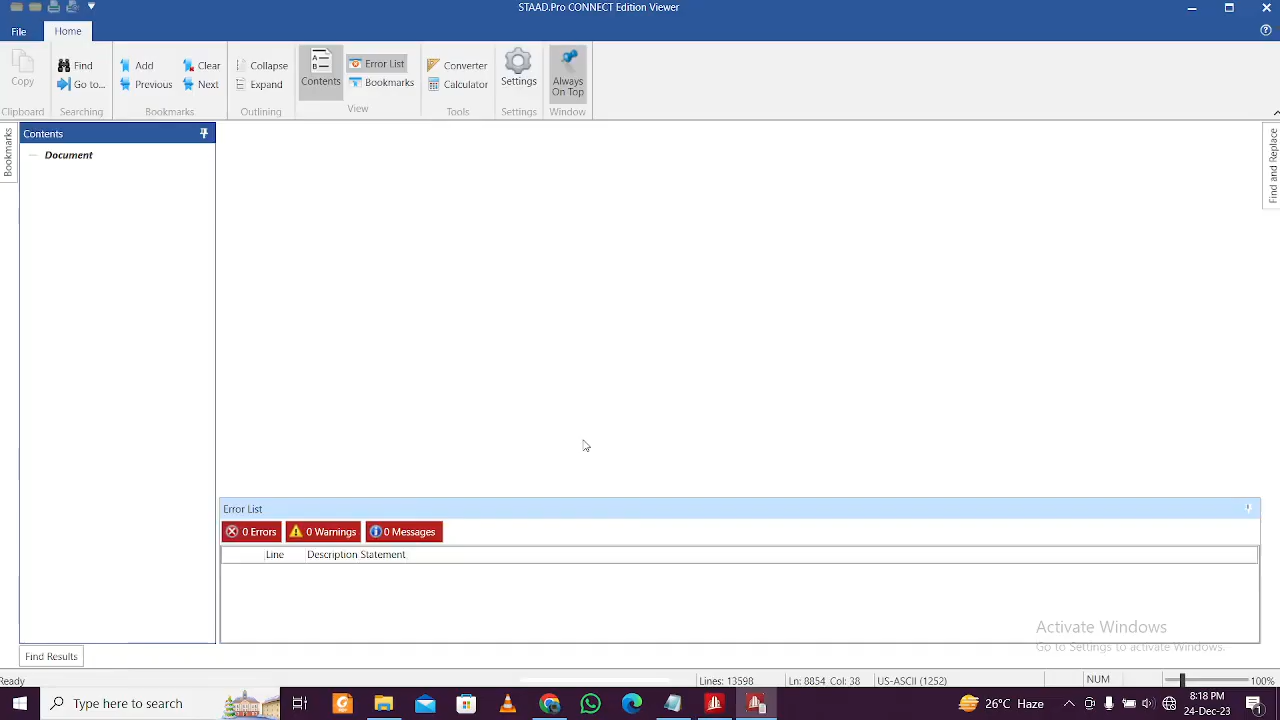 STAAD.Pro CONNECT Edition Viewer
File
Home
Copy
Clipboard
Find
Go to...
Searching
Add
Clear
Previous
Next
Bookmarks
Collapse
Expand
Outlining
Contents
Error List
Bookmarks
View
Converter
Calculator
Tools
Settings
Settings
Always
On Top
Window
Bookmarks
Contents
Document
Find and Replace
Error List
0 Errors
0 Warnings
0 Messages
Line
Description Statement
Activate Windows
Go to Settings to activate Windows.
Find Results
Ready
Lines: 13598
Ln: 8854 Col: 38
US-ASCII (1252)
NUM
100%
Type here to search
26°C Haze
ENG
8:18 PM
24-Dec-23